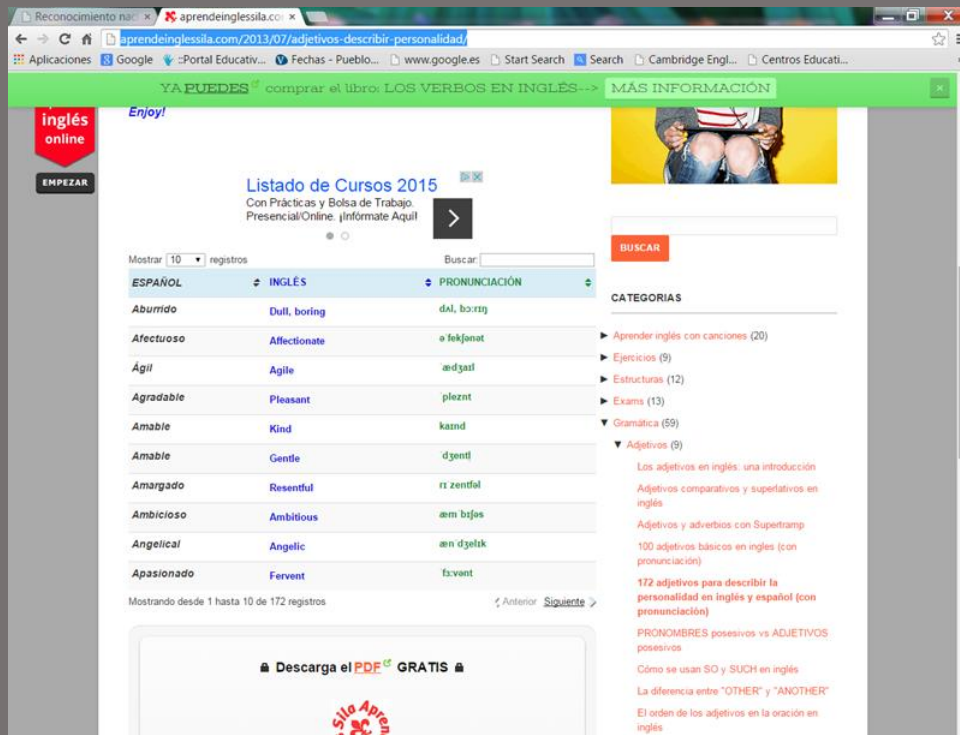 Reconocimiento nac
aprendeinglessila.co
aprendeinglessila.com/2013/07/adjetivos-describir-personalidad/
Aplicaciones Google ::Portal Educativ... Fechas - Pueblo... www.google.es Start Search Search Cambridge Engl... Centros Educati...
YA PUEDES comprar el libro: LOS VERBOS EN INGLÉS--> MÁS INFORMACIÓN
inglés
online
EMPEZAR
Enjoy!
Listado de Cursos 2015
Con Prácticas y Bolsa de Trabajo.
Presencial/Online. ¡Infórmate Aquí!
Mostrar 10 registros Buscar:
ESPAÑOL INGLÉS PRONUNCIACIÓN
Aburrido Dull, boring dʌl, bɔːrɪŋ
Afectuoso Affectionate əˈfekʃənət
Ágil Agile ædʒaɪl
Agradable Pleasant ˈpleznt
Amable Kind kaɪnd
Amable Gentle ˈdʒentl
Amargado Resentful rɪˈzentfəl
Ambicioso Ambitious æmˈbɪʃəs
Angelical Angelic ænˈdʒelɪk
Apasionado Fervent ˈfɜːvənt
Mostrando desde 1 hasta 10 de 172 registros Anterior Siguiente
Descarga el PDF GRATIS
Sila Apren
BUSCAR
CATEGORIAS
Aprender inglés con canciones (20)
Ejercicios (9)
Estructuras (12)
Exams (13)
Gramática (59)
Adjetivos (9)
Los adjetivos en inglés: una introducción
Adjetivos comparativos y superlativos en
inglés
Adjetivos y adverbios con Supertramp
100 adjetivos básicos en ingles (con
pronunciación)
172 adjetivos para describir la
personalidad en inglés y español (con
pronunciación)
PRONOMBRES posesivos vs ADJETIVOS
posesivos
Cómo se usan SO y SUCH en inglés
La diferencia entre "OTHER" y "ANOTHER"
El orden de los adjetivos en la oración en
inglés